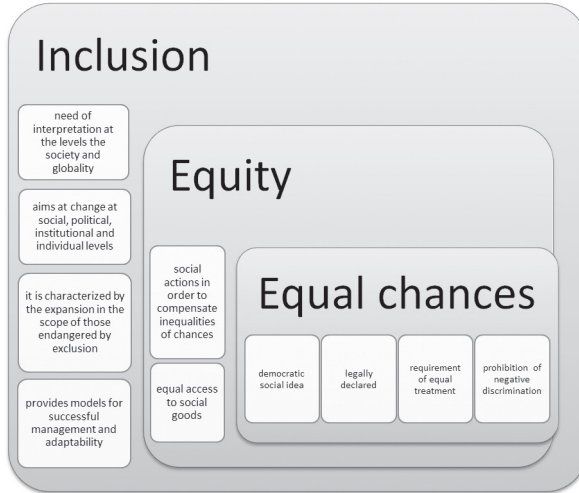 Inclusion
need of
interpretation at
the levels the
society and
globality
aims at change at
social, political,
institutional and
individual levels
it is characterized by
the expansion in the
scope of those
endangered by
exclusion
provides models for
successful
management and
adaptability
Equity
social
actions in
order to
compensate
inequalities
of chances
equal access
to social
goods
Equal chances
democratic
social idea
legally
declared
requirement
of equal
treatment
prohibition of
negative
discrimination